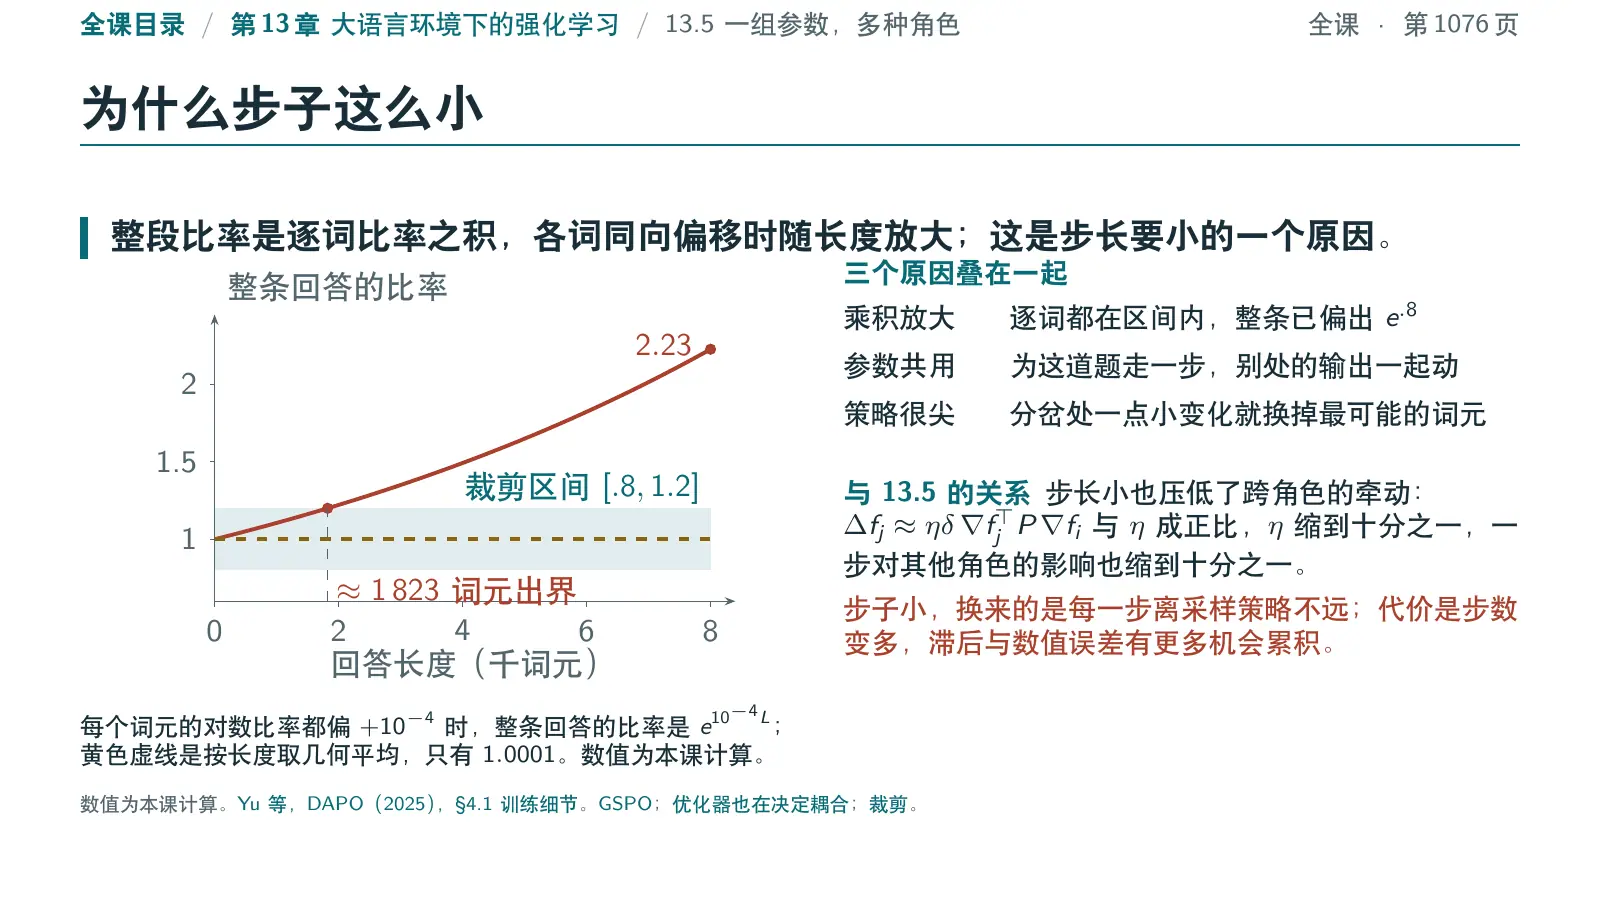 全课目录 / 第 13 章 大语言环境下的强化学习 / 13.5 一组参数，多种角色
全课 · 第 1076 页
为什么步子这么小
整段比率是逐词比率之积，各词同向偏移时随长度放大；这是步长要小的一个原因。
整条回答的比率
2.23
2
1.5
1
裁剪区间 [.8, 1.2]
≈ 1 823 词元出界
0 2 4 6 8
回答长度（千词元）
每个词元的对数比率都偏 +10⁻⁴ 时，整条回答的比率是 e^{10^{−4}L}；
黄色虚线是按长度取几何平均，只有 1.0001。数值为本课计算。
三个原因叠在一起
乘积放大 逐词都在区间内，整条已偏出 e^{.8}
参数共用 为这道题走一步，别处的输出一起动
策略很尖 分岔处一点小变化就换掉最可能的词元
与 13.5 的关系 步长小也压低了跨角色的牵动：
Δf_j ≈ ηδ ∇f_j^⊤ P ∇f_i 与 η 成正比，η 缩到十分之一，一
步对其他角色的影响也缩到十分之一。
步子小，换来的是每一步离采样策略不远；代价是步数
变多，滞后与数值误差有更多机会累积。
数值为本课计算。Yu 等，DAPO（2025），§4.1 训练细节。GSPO；优化器也在决定耦合；裁剪。